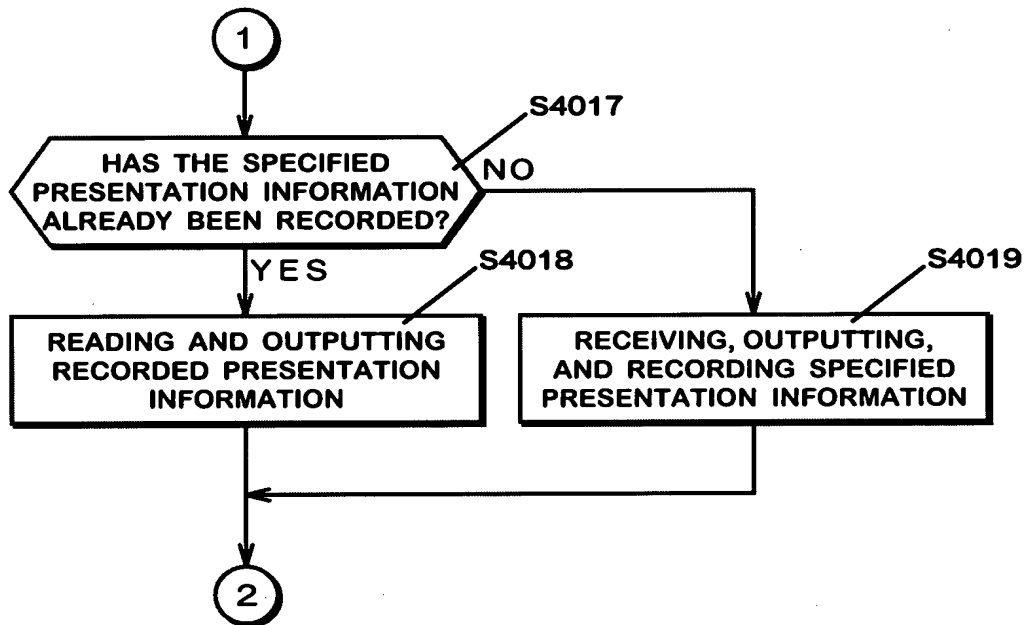 1
S4017
HAS THE SPECIFIED
PRESENTATION INFORMATION
ALREADY BEEN RECORDED?
NO
YES
S4018
READING AND OUTPUTTING
RECORDED PRESENTATION
INFORMATION
S4019
RECEIVING, OUTPUTTING,
AND RECORDING SPECIFIED
PRESENTATION INFORMATION
2